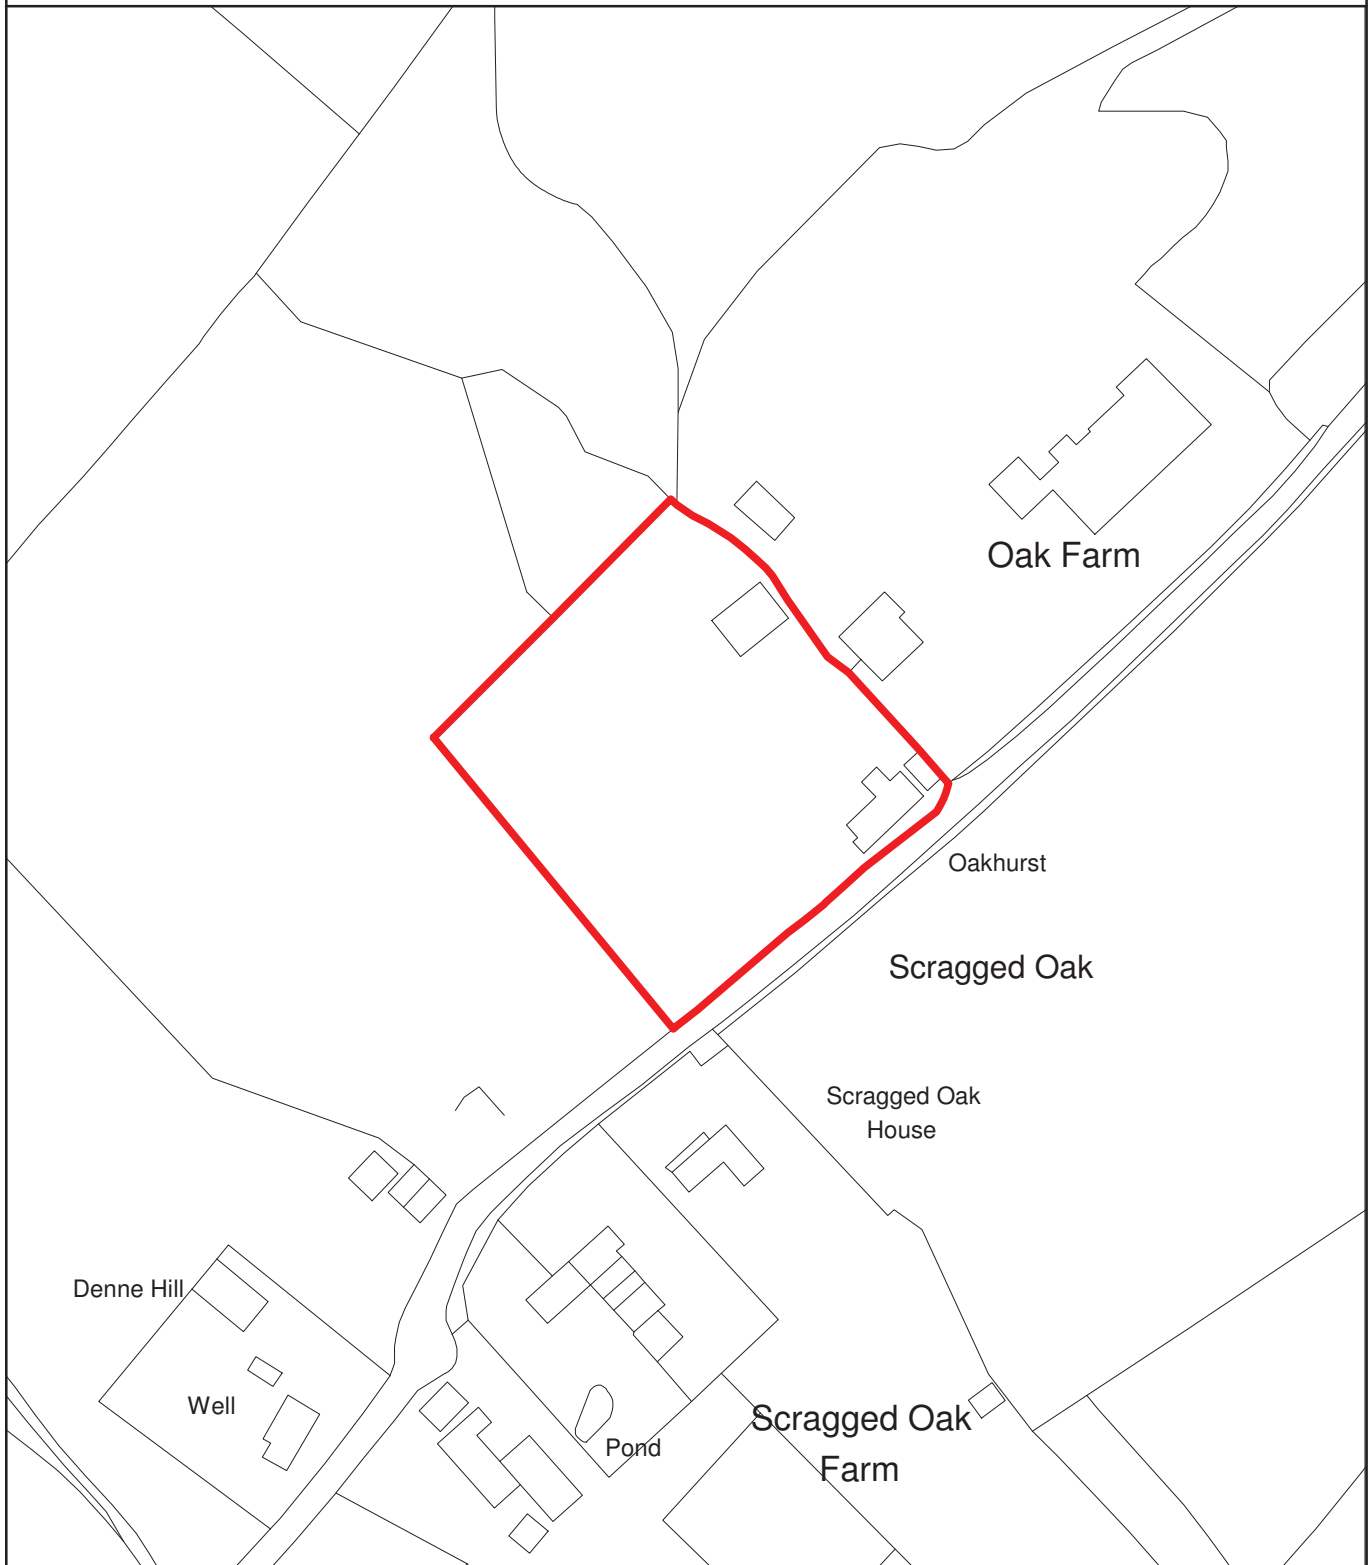 Oak Farm
Oakhurst
Scragged Oak
Scragged Oak
House
Denne Hill
Well
Scragged Oak
Farm
Pond